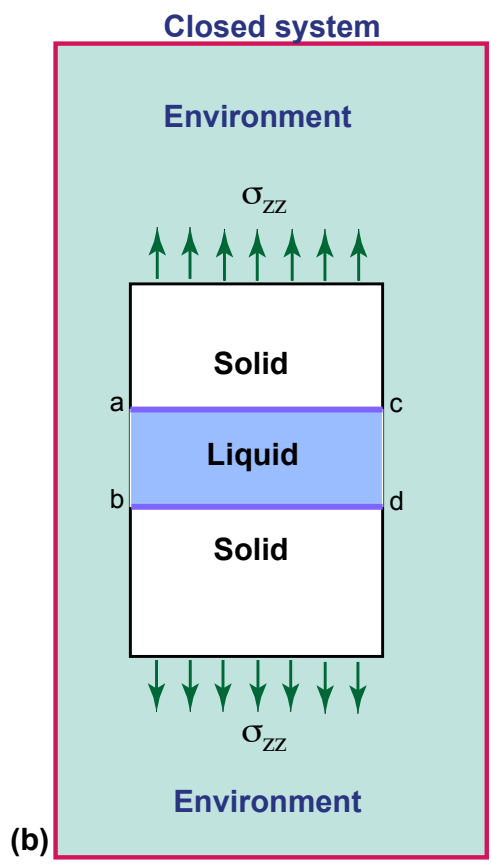 Closed system
Environment
σzz
Solid
a
c
Liquid
b
d
Solid
σzz
Environment
(b)